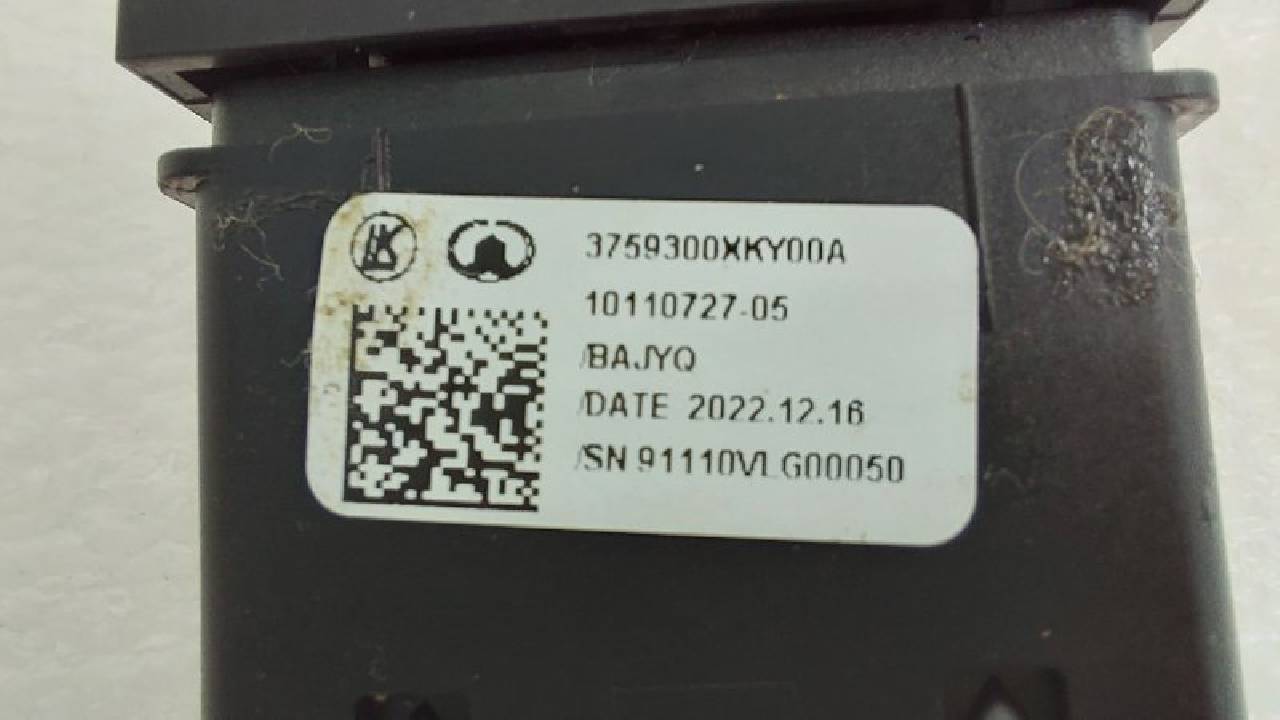 3759300XKY00A
10110727-05
/BAJYQ
/DATE 2022.12.16
/SN 91110VLG00050